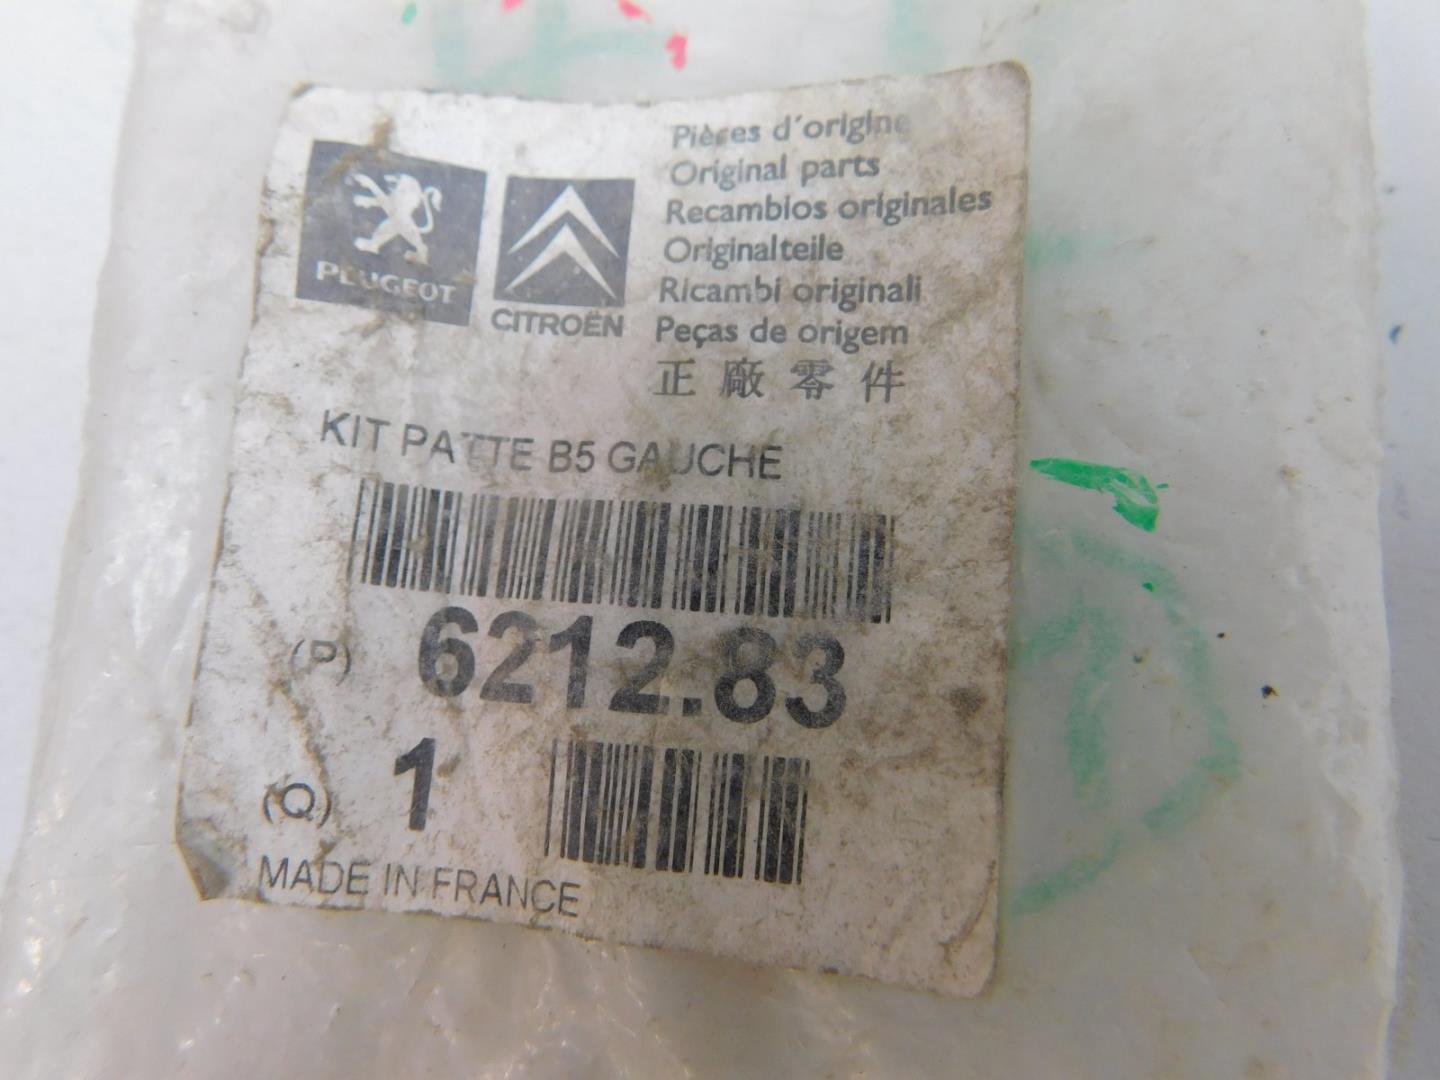 PEUGEOT
CITROËN
Pièces d'origine
Original parts
Recambios originales
Originalteile
Ricambi originali
Peças de origem
正廠零件
KIT PATTE B5 GAUCHE
(P) 6212.83
(Q) 1
MADE IN FRANCE